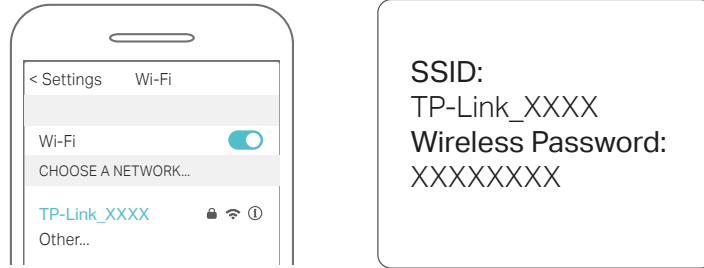 < Settings Wi-Fi
Wi-Fi
CHOOSE A NETWORK...
TP-Link_XXXX
Other...
SSID:
TP-Link_XXXX
Wireless Password:
XXXXXXXX